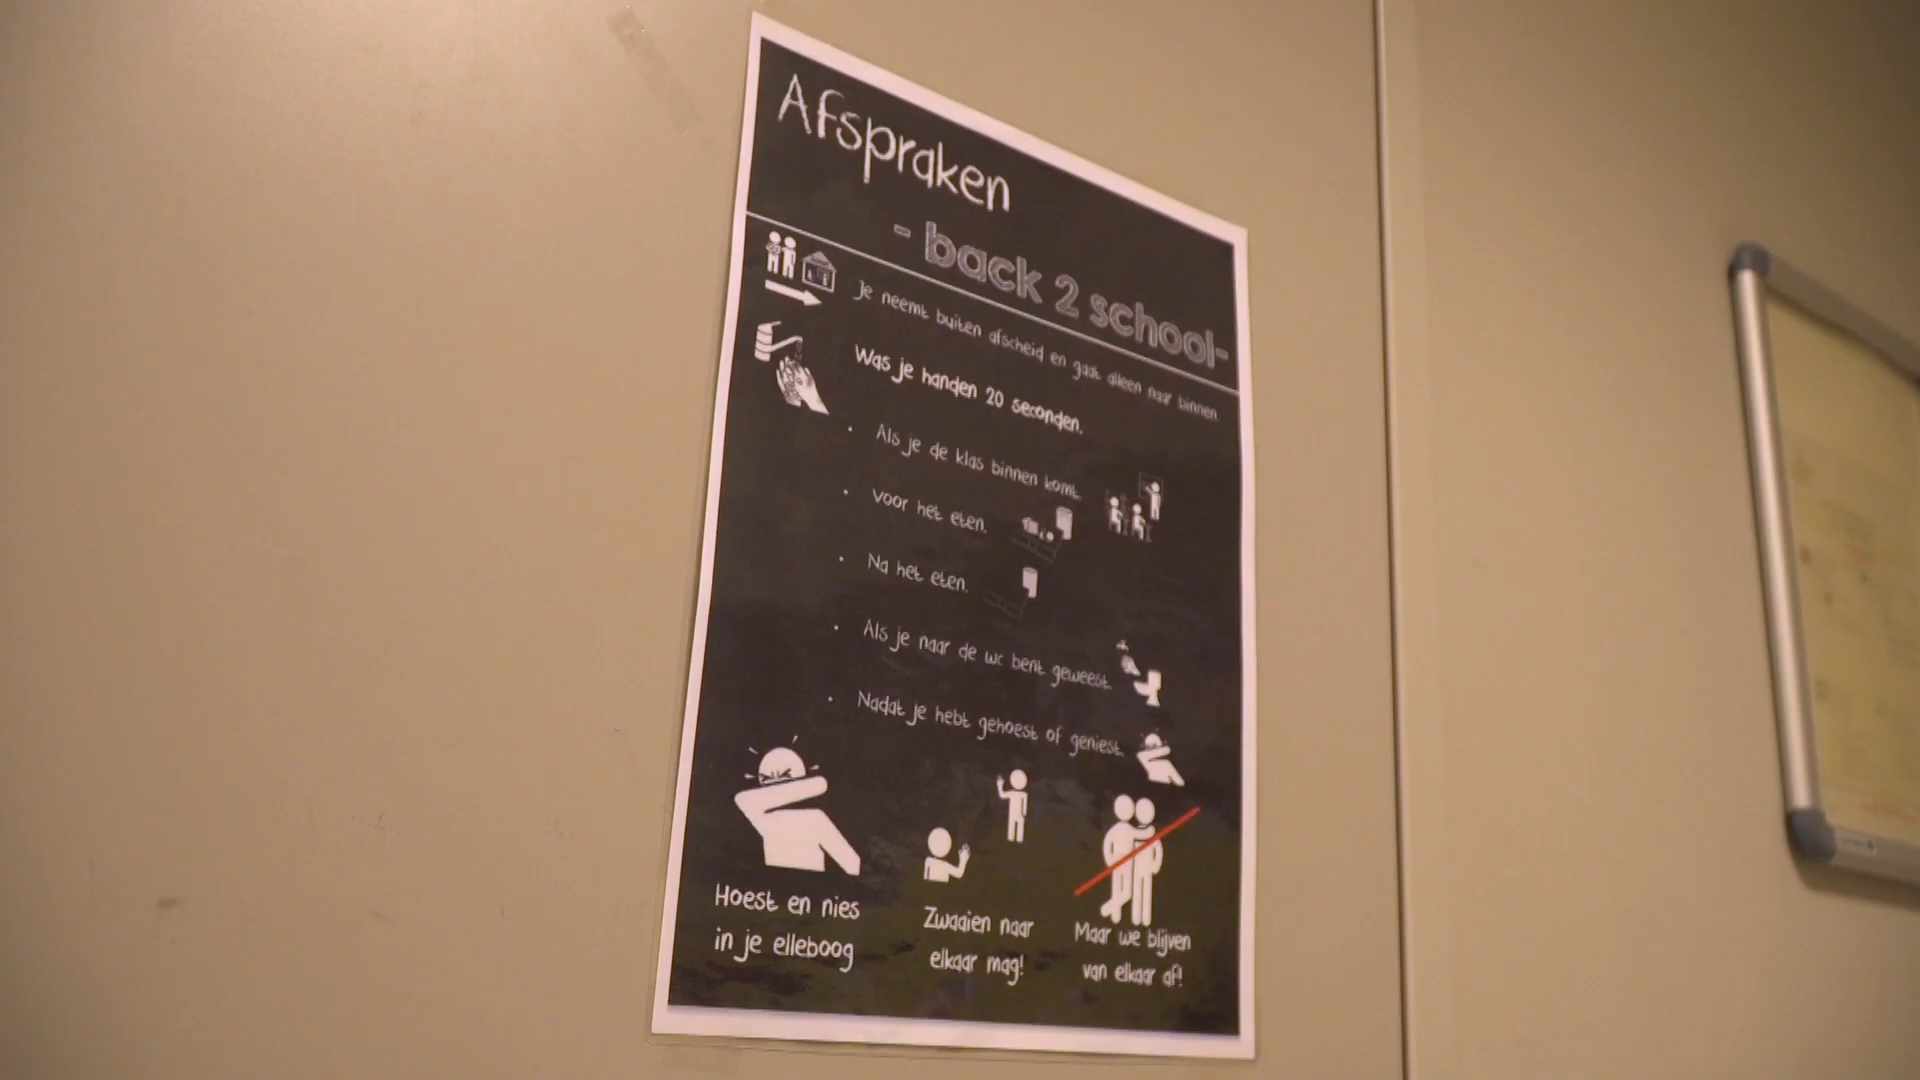 Afspraken
- back 2 school-
Je neemt buiten afscheid en gaat alleen naar binnen.
Was je handen 20 seconden.
• Als je de klas binnen komt.
• Voor het eten.
• Na het eten.
• Als je naar de wc bent geweest.
• Nadat je hebt gehoest of geniest.
Hoest en nies
in je elleboog
Zwaaien naar
elkaar mag!
Maar we blijven
van elkaar af!